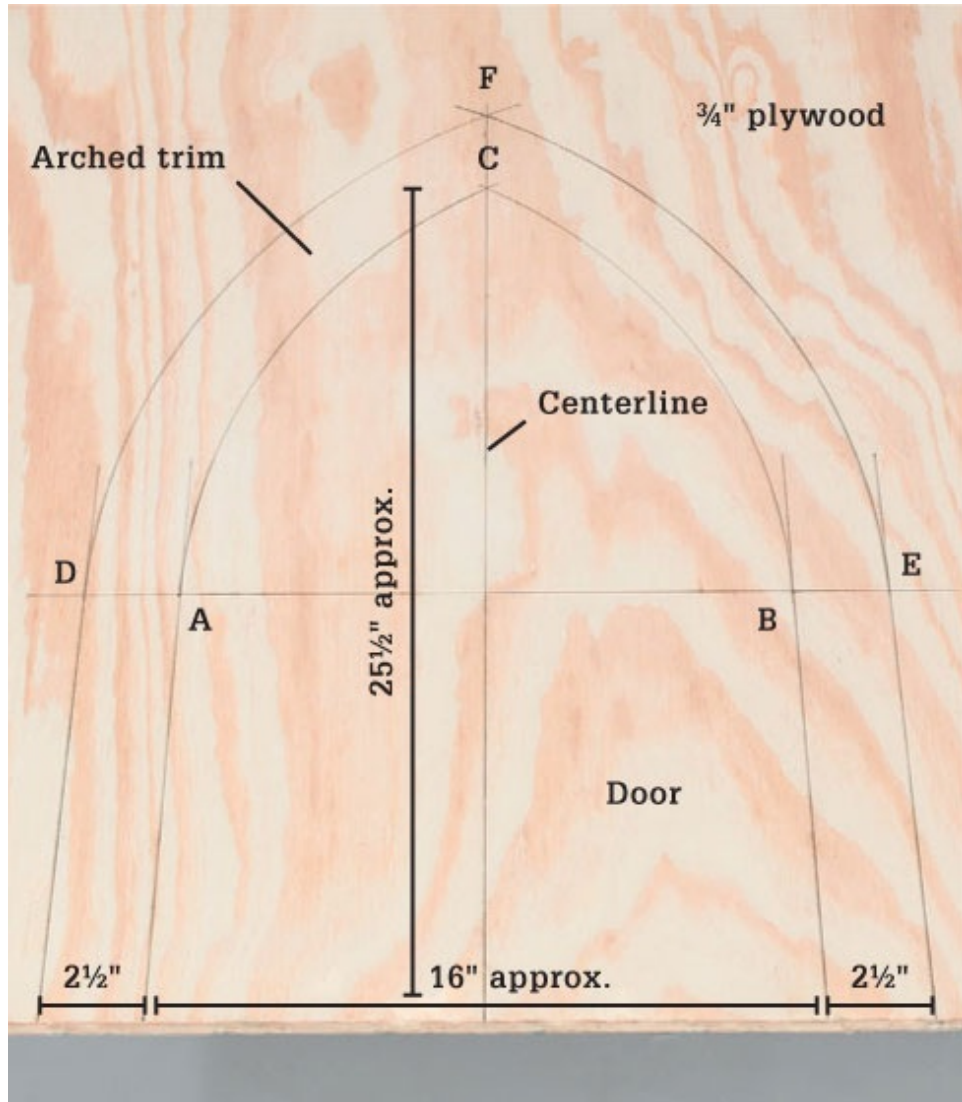 F
¾" plywood
Arched trim
C
Centerline
25½" approx.
D
E
A
B
Door
2½"
16" approx.
2½"